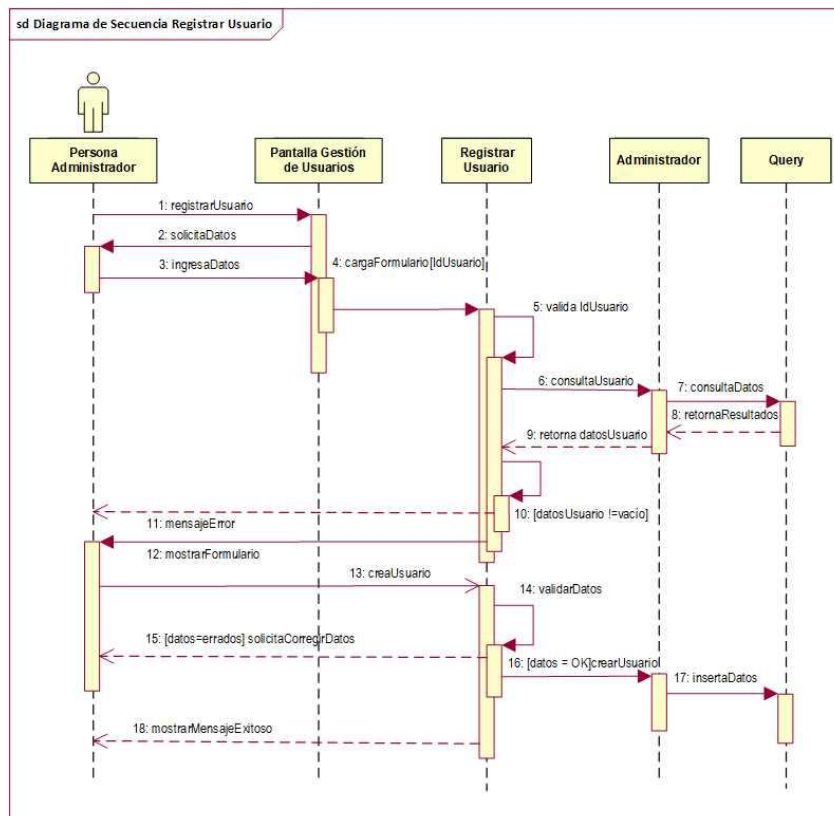 sd Diagrama de Secuencia Registrar Usuario
Persona
Administrador
Pantalla Gestión
de Usuarios
Registrar
Usuario
Administrador
Query
1: registrarUsuario
2: solicitaDatos
3: ingresaDatos
4: cargaFormulario[IdUsuario]
5: valida IdUsuario
6: consultaUsuario
7: consultaDatos
8: retornaResultados
9: retorna datosUsuario
10: [datosUsuario !=vacio]
11: mensajeError
12: mostrarFormulario
13: creaUsuario
14: validarDatos
15: [datos=errados] solicitaCorregirDatos
16: [datos = OK]crearUsuario
17: insertaDatos
18: mostrarMensajeExitoso